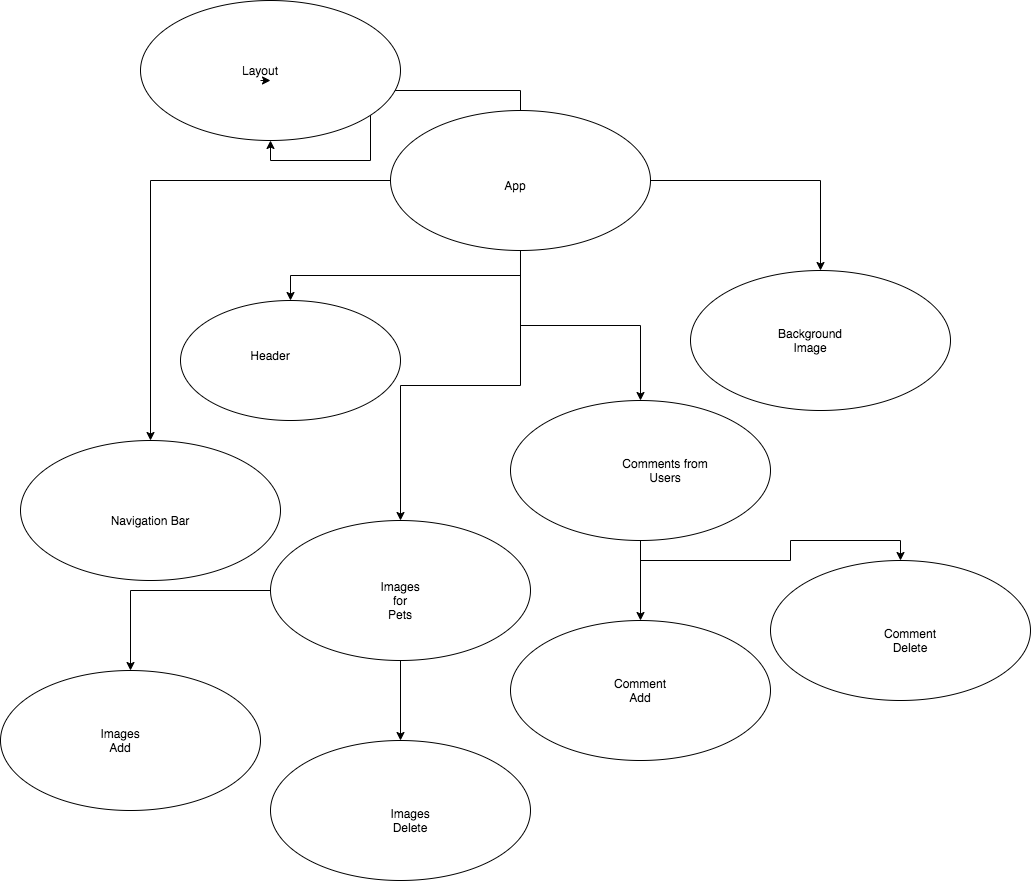 Layout
App
Background
Image
Header
Comments from
Users
Navigation Bar
Images
for
Pets
Comment
Delete
Comment
Add
Images
Add
Images
Delete